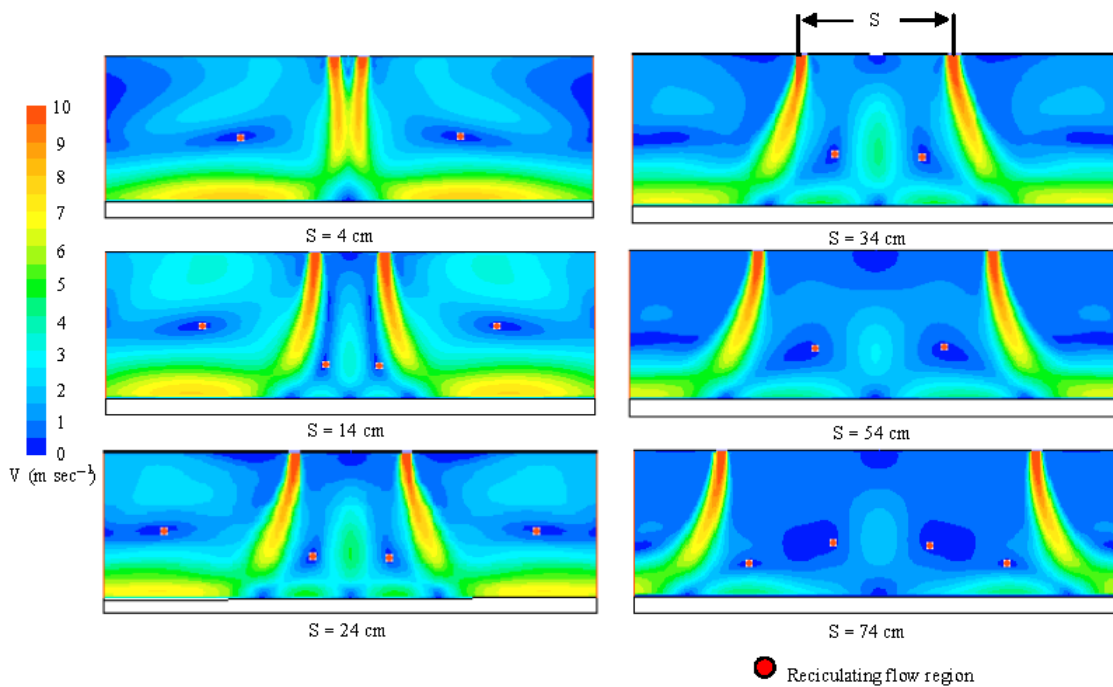 S
10
9
8
7
6
5
4
3
2
1
0
V (m sec⁻¹)
S = 4 cm
S = 34 cm
S = 14 cm
S = 54 cm
S = 24 cm
S = 74 cm
Reciculating flow region